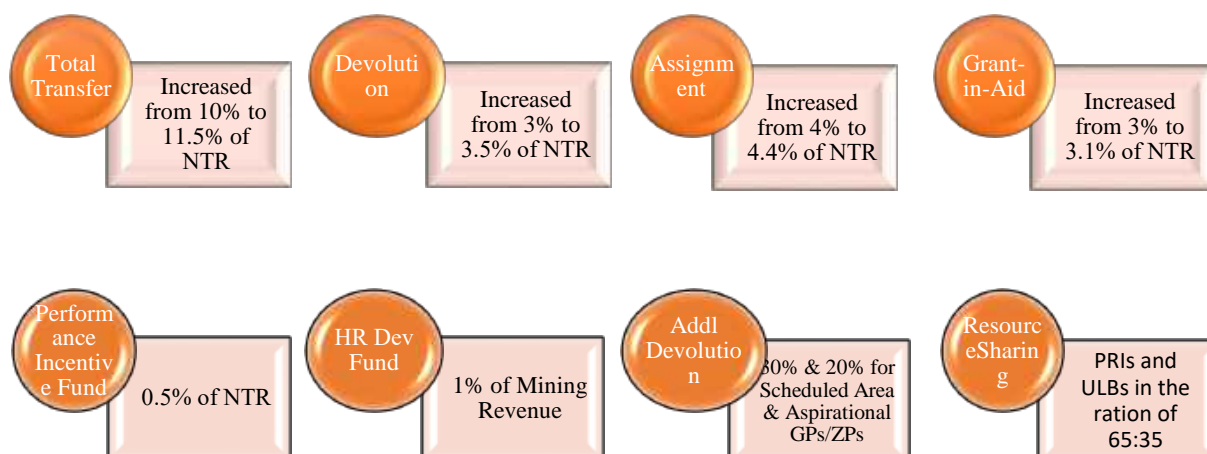 Total
Transfer
Increased
from 10% to
11.5% of
NTR
Devoluti
on
Increased
from 3% to
3.5% of NTR
Assignm
ent
Increased
from 4% to
4.4% of NTR
Grant-
in-Aid
Increased
from 3% to
3.1% of NTR
Perform
ance
Incentiv
e Fund
0.5% of NTR
HR Dev
Fund
1% of Mining
Revenue
Addl
Devolutio
n
30% & 20% for
Scheduled Area
& Aspirational
GPs/ZPs
Resourc
eSharin
g
PRIs and
ULBs in the
ration of
65:35